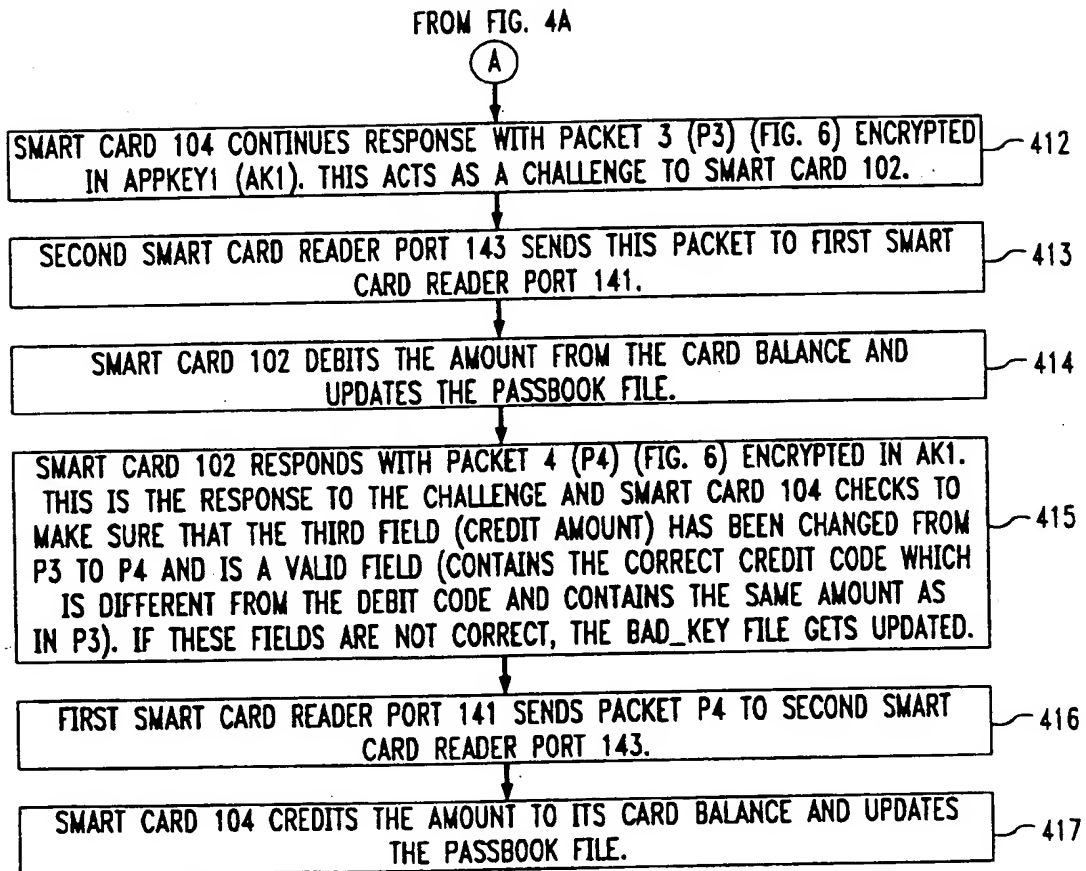 FROM FIG. 4A
A
SMART CARD 104 CONTINUES RESPONSE WITH PACKET 3 (P3) (FIG. 6) ENCRYPTED
IN APPKEY1 (AK1). THIS ACTS AS A CHALLENGE TO SMART CARD 102.
412
SECOND SMART CARD READER PORT 143 SENDS THIS PACKET TO FIRST SMART
CARD READER PORT 141.
413
SMART CARD 102 DEBITS THE AMOUNT FROM THE CARD BALANCE AND
UPDATES THE PASSBOOK FILE.
414
SMART CARD 102 RESPONDS WITH PACKET 4 (P4) (FIG. 6) ENCRYPTED IN AK1.
THIS IS THE RESPONSE TO THE CHALLENGE AND SMART CARD 104 CHECKS TO
MAKE SURE THAT THE THIRD FIELD (CREDIT AMOUNT) HAS BEEN CHANGED FROM
P3 TO P4 AND IS A VALID FIELD (CONTAINS THE CORRECT CREDIT CODE WHICH
IS DIFFERENT FROM THE DEBIT CODE AND CONTAINS THE SAME AMOUNT AS
IN P3). IF THESE FIELDS ARE NOT CORRECT, THE BAD_KEY FILE GETS UPDATED.
415
FIRST SMART CARD READER PORT 141 SENDS PACKET P4 TO SECOND SMART
CARD READER PORT 143.
416
SMART CARD 104 CREDITS THE AMOUNT TO ITS CARD BALANCE AND UPDATES
THE PASSBOOK FILE.
417